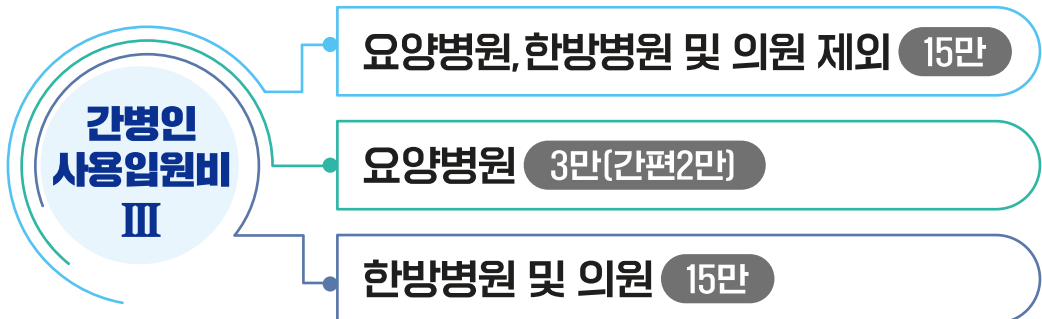 간병인
사용입원비
Ⅲ
요양병원,한방병원 및 의원 제외 15만
요양병원 3만(간편2만)
한방병원 및 의원 15만